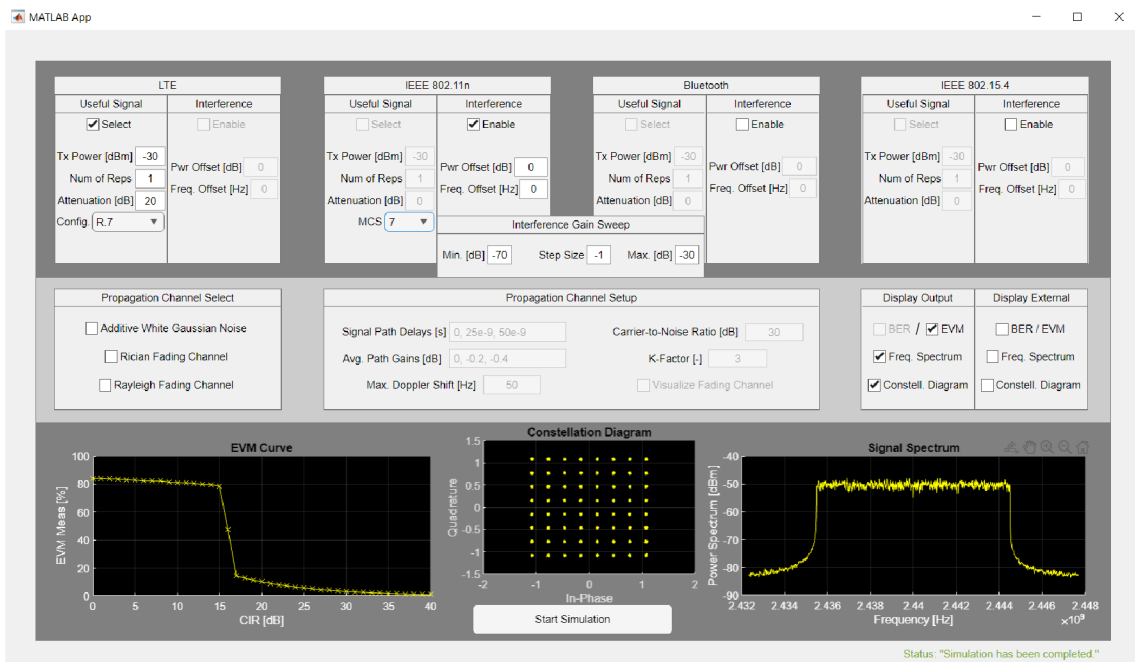 MATLAB App
LTE
Useful Signal Interference
Select Enable
Tx Power [dBm] -30
Pwr Offset [dB] 0
Num of Reps 1
Freq. Offset [Hz] 0
Attenuation [dB] 20
Config. R.7
IEEE 802.11n
Useful Signal Interference
Select Enable
Tx Power [dBm] -30
Pwr Offset [dB] 0
Num of Reps 1
Freq. Offset [Hz] 0
Attenuation [dB] 0
MCS 7
Interference Gain Sweep
Min. [dB] -70 Step Size -1 Max. [dB] -30
Bluetooth
Useful Signal Interference
Select Enable
Tx Power [dBm] -30
Pwr Offset [dB] 0
Num of Reps 1
Freq. Offset [Hz] 0
Attenuation [dB] 0
IEEE 802.15.4
Useful Signal Interference
Select Enable
Tx Power [dBm] -30
Pwr Offset [dB] 0
Num of Reps 1
Freq. Offset [Hz] 0
Attenuation [dB] 0
Propagation Channel Select
Additive White Gaussian Noise
Rician Fading Channel
Rayleigh Fading Channel
Propagation Channel Setup
Signal Path Delays [s] 0, 25e-9, 50e-9 Carrier-to-Noise Ratio [dB] 30
Avg. Path Gains [dB] 0, -0.2, -0.4 K-Factor [-] 3
Max. Doppler Shift [Hz] 50 Visualize Fading Channel
Display Output Display External
BER / EVM BER / EVM
Freq. Spectrum Freq. Spectrum
Constell. Diagram Constell. Diagram
EVM Curve
EVM Meas [%]
100
80
60
40
20
0
0 5 10 15 20 25 30 35 40
CIR [dB]
Constellation Diagram
Quadrature
1.5
1
0.5
0
-0.5
-1
-1.5
-2 -1 0 1 2
In-Phase
Start Simulation
Signal Spectrum
Power Spectrum [dBm]
-40
-50
-60
-70
-80
-90
2.432 2.434 2.436 2.438 2.44 2.442 2.444 2.446 2.448
Frequency [Hz] ×10⁹
Status: "Simulation has been completed."